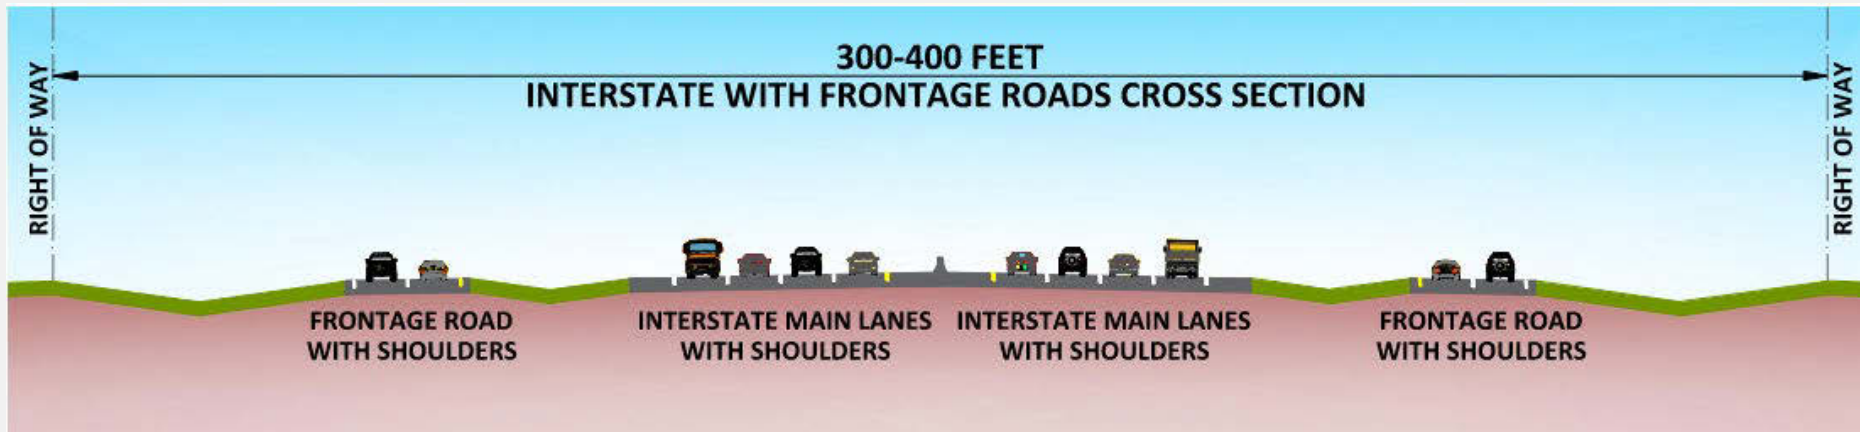 300-400 FEET
INTERSTATE WITH FRONTAGE ROADS CROSS SECTION
RIGHT OF WAY
RIGHT OF WAY
FRONTAGE ROAD
WITH SHOULDERS
INTERSTATE MAIN LANES
WITH SHOULDERS
INTERSTATE MAIN LANES
WITH SHOULDERS
FRONTAGE ROAD
WITH SHOULDERS